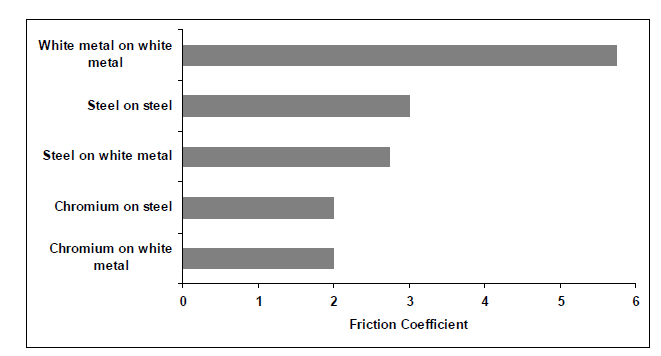 White metal on white
metal
Steel on steel
Steel on white metal
Chromium on steel
Chromium on white
metal
0 1 2 3 4 5 6
Friction Coefficient